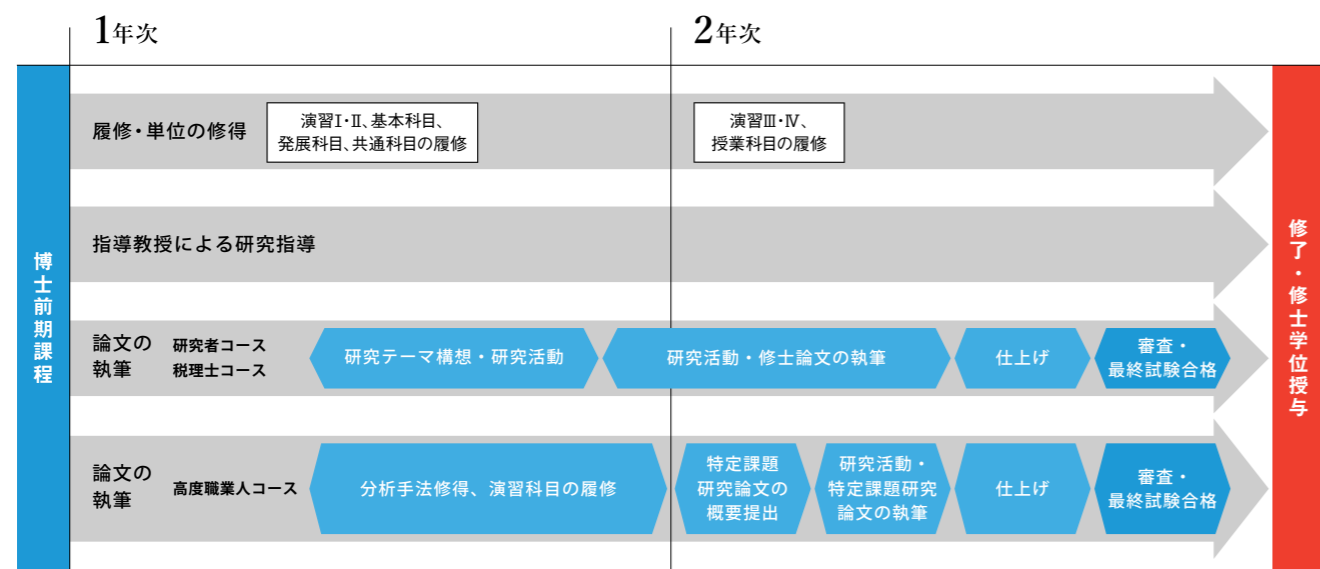 1年次
2年次
博士前期課程
履修・単位の修得
演習Ⅰ・Ⅱ、基本科目、
発展科目、共通科目の履修
演習Ⅲ・Ⅳ、
授業科目の履修
指導教授による研究指導
論文の
執筆
研究者コース
税理士コース
研究テーマ構想・研究活動
研究活動・修士論文の執筆
仕上げ
審査・
最終試験合格
論文の
執筆
高度職業人コース
分析手法修得、演習科目の履修
特定課題
研究論文の
概要提出
研究活動・
特定課題研究
論文の執筆
仕上げ
審査・
最終試験合格
修了・修士学位授与